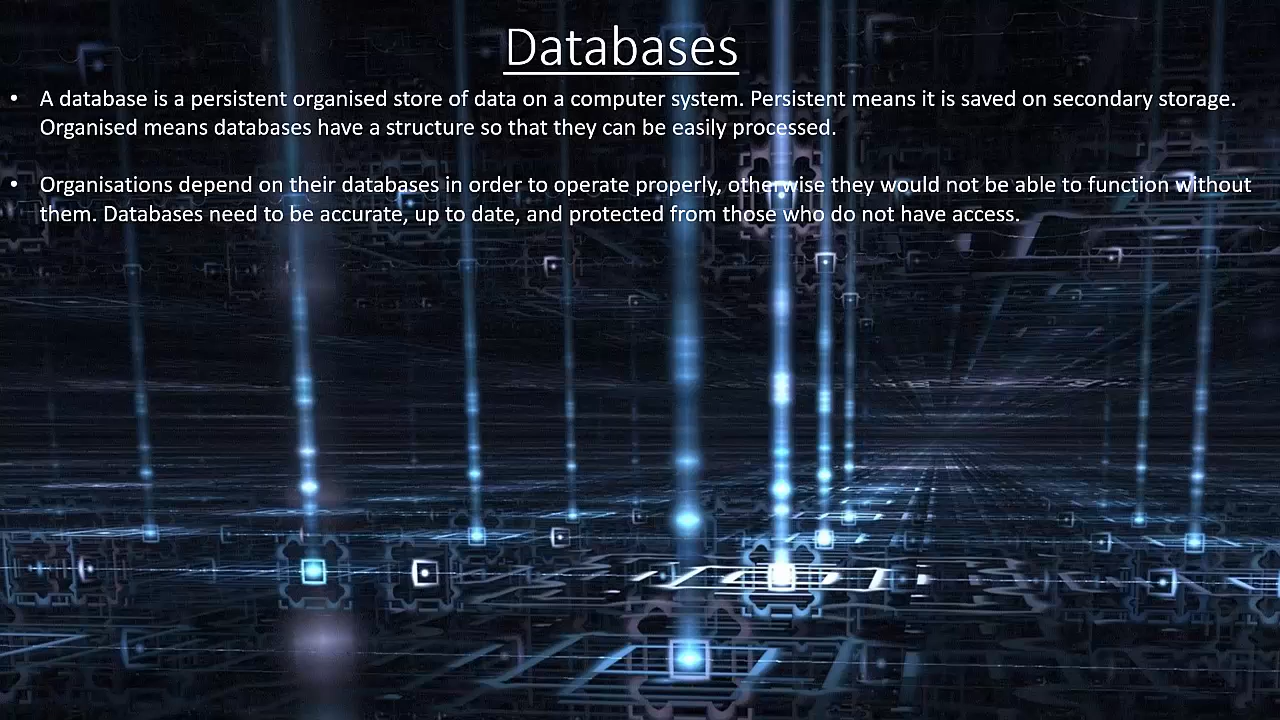 Databases
• A database is a persistent organised store of data on a computer system. Persistent means it is saved on secondary storage.
Organised means databases have a structure so that they can be easily processed.
• Organisations depend on their databases in order to operate properly, otherwise they would not be able to function without
them. Databases need to be accurate, up to date, and protected from those who do not have access.